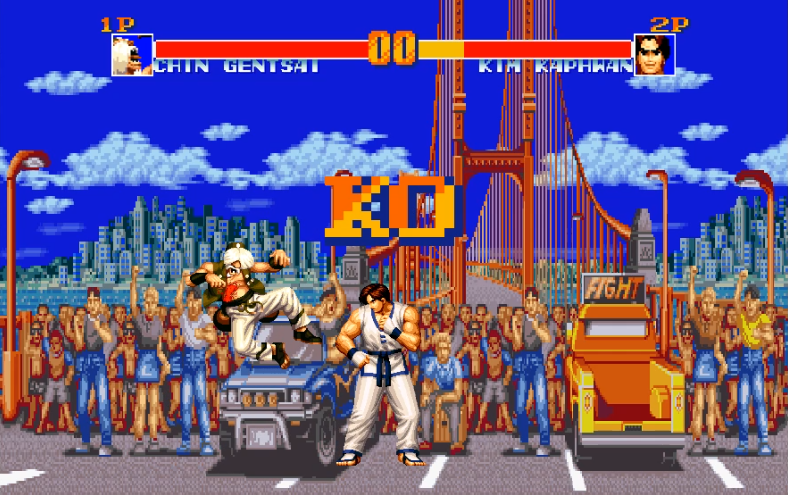 1P 2P
00
CHIN GENTSAI KIM KAPHWAN
KO
FIGHT